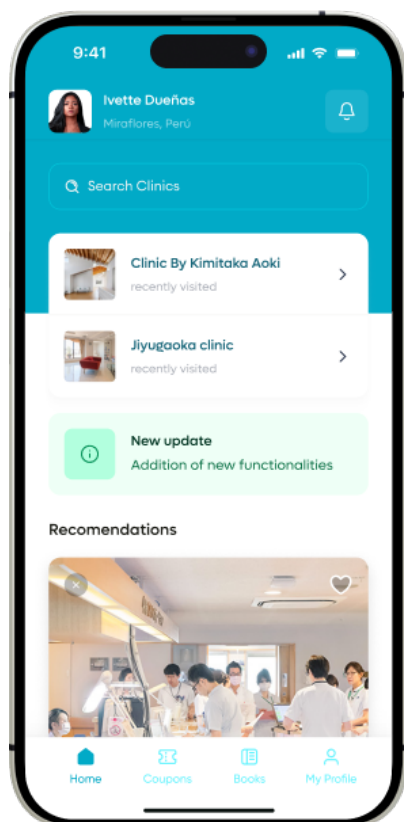 9:41
Ivette Dueñas
Miraflores, Perú
Search Clinics
Clinic By Kimitaka Aoki
recently visited
Jiyugaoka clinic
recently visited
New update
Addition of new functionalities
Recomendations
Home
Coupons
Books
My Profile